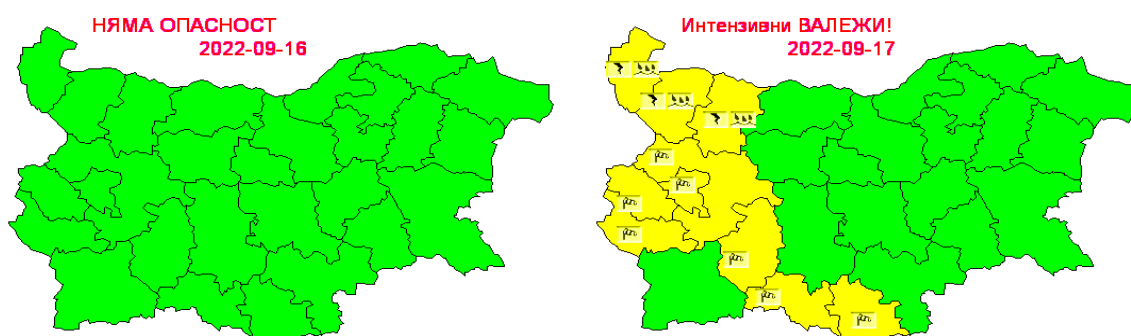 НЯМА ОПАСНОСТ
2022-09-16
Интензивни ВАЛЕЖИ!
2022-09-17